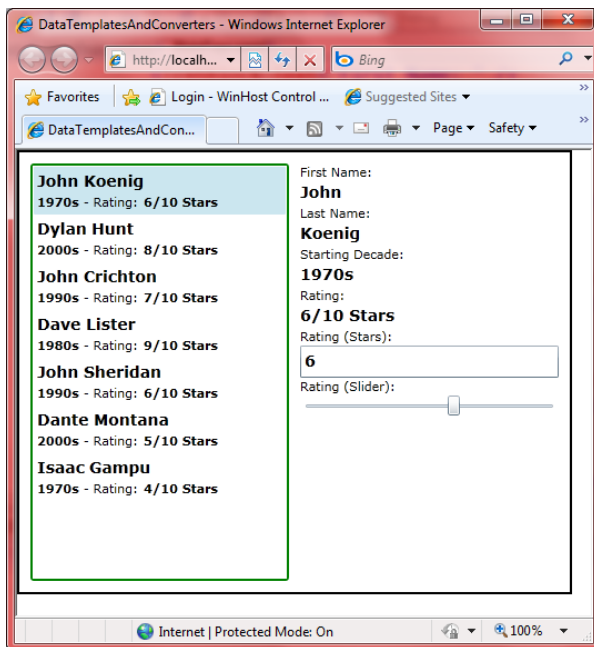 DataTemplatesAndConverters - Windows Internet Explorer
http://localh...
Bing
Favorites
Login - WinHost Control ...
Suggested Sites
DataTemplatesAndCon...
Page
Safety
John Koenig
1970s - Rating: 6/10 Stars
Dylan Hunt
2000s - Rating: 8/10 Stars
John Crichton
1990s - Rating: 7/10 Stars
Dave Lister
1980s - Rating: 9/10 Stars
John Sheridan
1990s - Rating: 6/10 Stars
Dante Montana
2000s - Rating: 5/10 Stars
Isaac Gampu
1970s - Rating: 4/10 Stars
First Name:
John
Last Name:
Koenig
Starting Decade:
1970s
Rating:
6/10 Stars
Rating (Stars):
6
Rating (Slider):
Internet | Protected Mode: On
100%